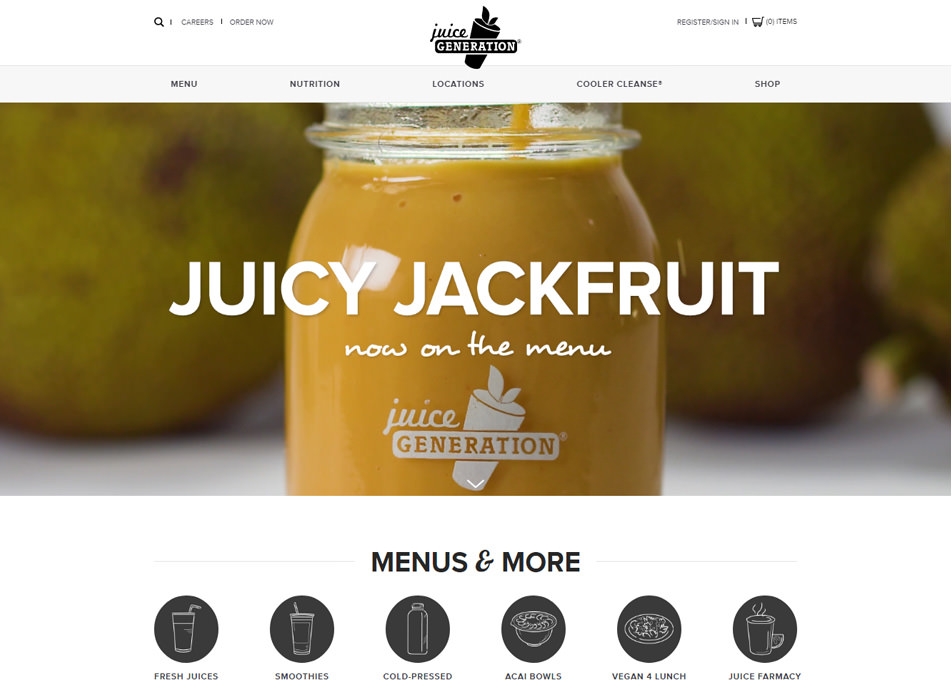 CAREERS
ORDER NOW
juice
GENERATION®
REGISTER/SIGN IN
(0) ITEMS
MENU
NUTRITION
LOCATIONS
COOLER CLEANSE®
SHOP
JUICY JACKFRUIT
now on the menu
juice
GENERATION®
MENUS & MORE
FRESH JUICES
SMOOTHIES
COLD-PRESSED
ACAI BOWLS
VEGAN 4 LUNCH
JUICE FARMACY